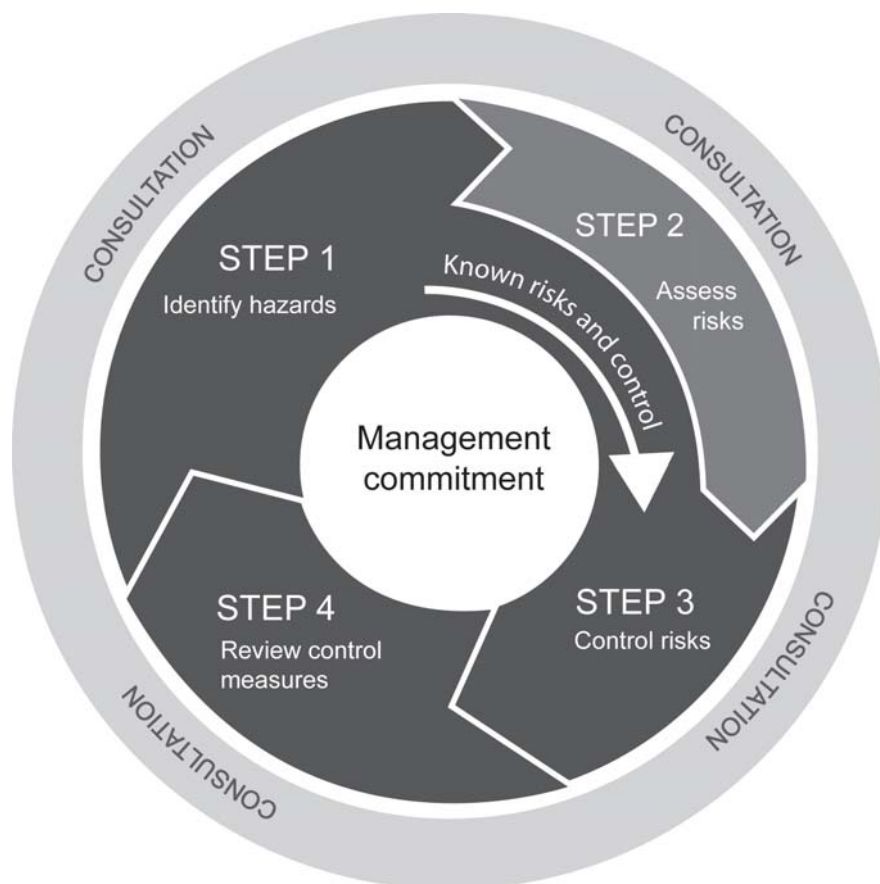 CONSULTATION
CONSULTATION
STEP 1
Identify hazards
STEP 2
Assess
risks
Known risks and control
Management
commitment
STEP 4
Review control
measures
STEP 3
Control risks
CONSULTATION
CONSULTATION